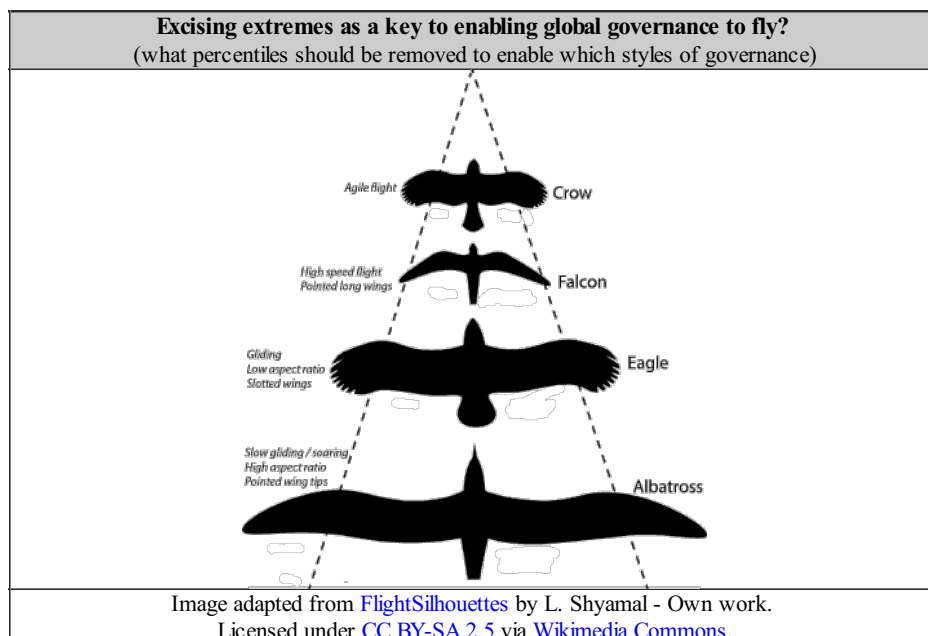 Excising extremes as a key to enabling global governance to fly?
(what percentiles should be removed to enable which styles of governance)
Agile flight
Crow
High speed flight
Pointed long wings
Falcon
Gliding
Low aspect ratio
Slotted wings
Eagle
Slow gliding / soaring
High aspect ratio
Pointed wing tips
Albatross
Image adapted from FlightSilhouettes by L. Shyamal - Own work.
Licensed under CC BY-SA 2.5 via Wikimedia Commons